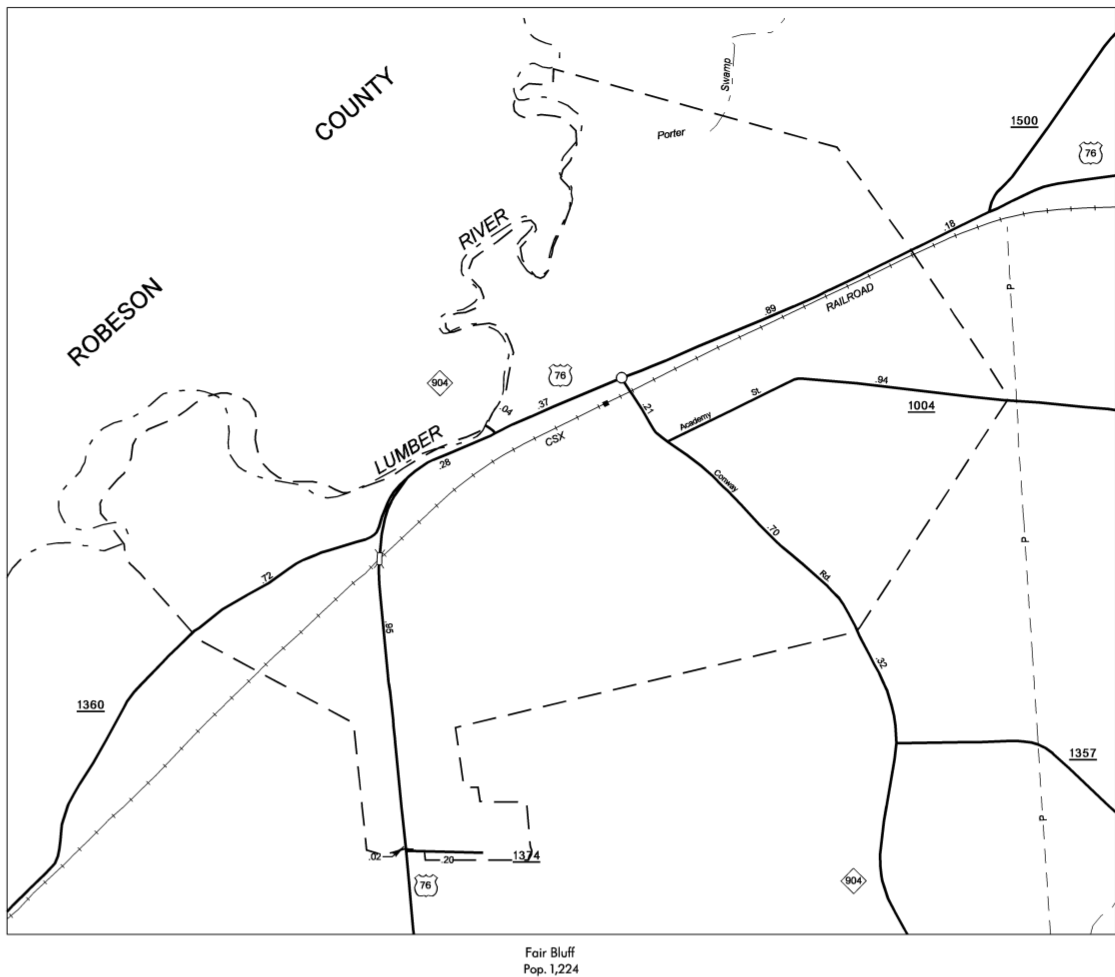 COUNTY
Swamp
Porter
1500
76
RIVER
.18
ROBESON
P
.89
RAILROAD
904
76
.04
.37
.21
Academy St.
.94
1004
LUMBER
.28
CSX
Conway Rd.
.70
P
.72
.95
.32
1360
1357
P
.02
.20
1374
76
904
Fair Bluff
Pop. 1,224